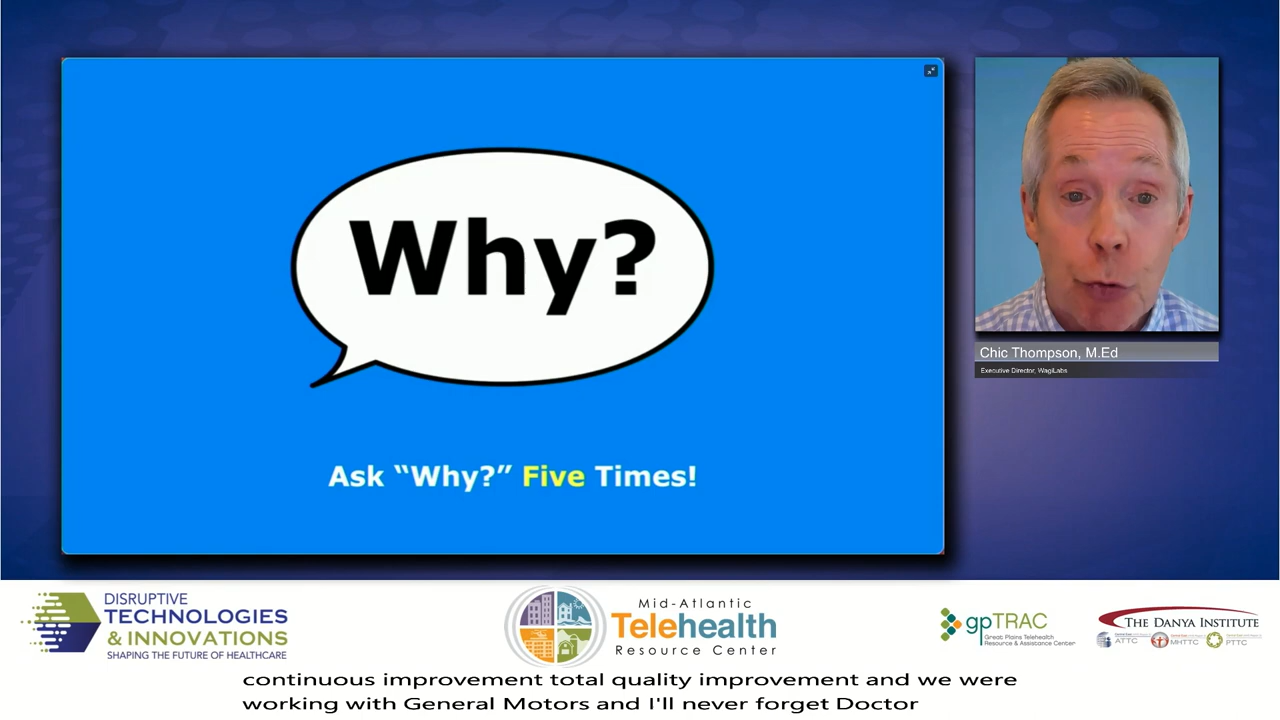 Why?
Ask “Why?” Five Times!
Chic Thompson, M.Ed
Executive Director, WagiLabs
DISRUPTIVE
TECHNOLOGIES
& INNOVATIONS
SHAPING THE FUTURE OF HEALTHCARE
Mid-Atlantic
Telehealth
Resource Center
gpTRAC
Great Plains Telehealth
Resource & Assistance Center
THE DANYA INSTITUTE
ATTC
MHTTC
PTTC
continuous improvement total quality improvement and we were
working with General Motors and I'll never forget Doctor